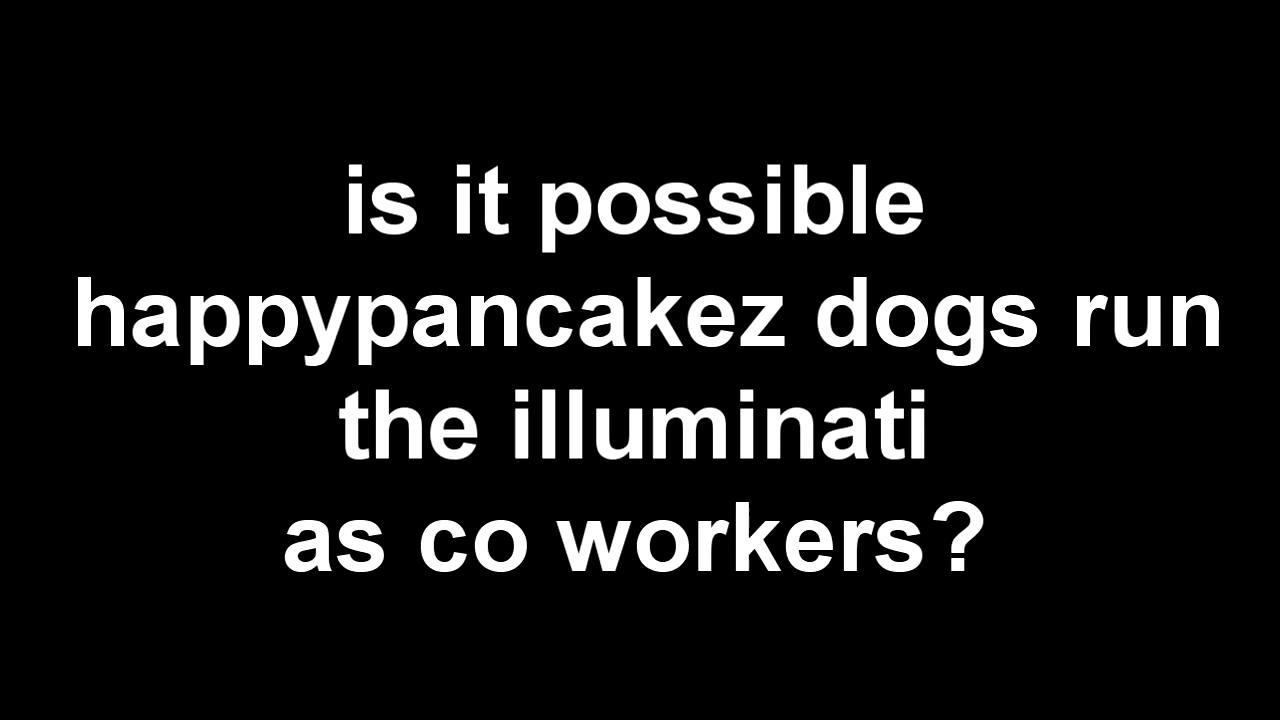 is it possible
happypancakez dogs run
the illuminati
as co workers?